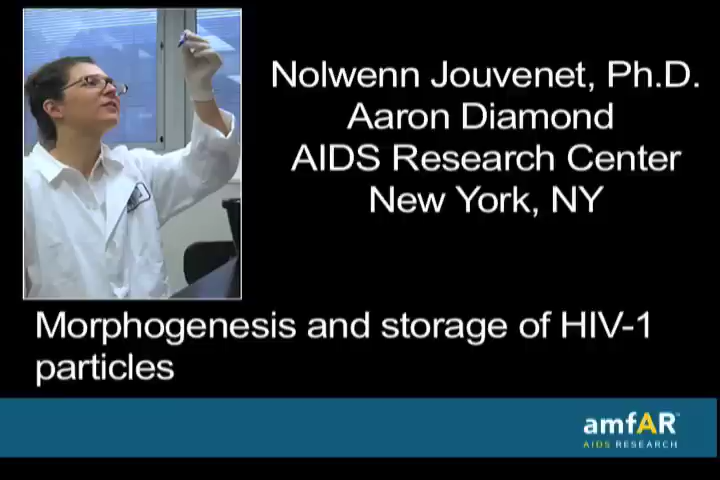 Nolwenn Jouvenet, Ph.D.
Aaron Diamond
AIDS Research Center
New York, NY
Morphogenesis and storage of HIV-1
particles
amfAR™
AIDS RESEARCH